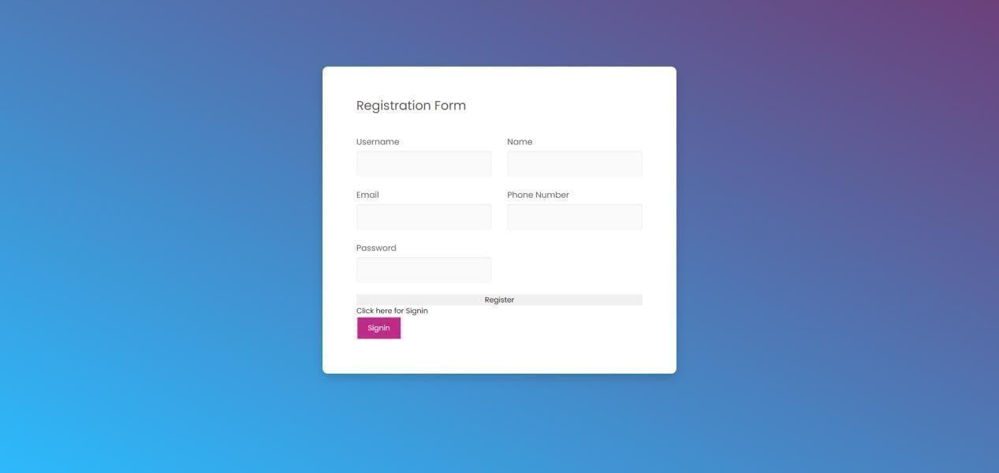 Registration Form
Username Name
Email Phone Number
Password
Register
Click here for Signin
Signin